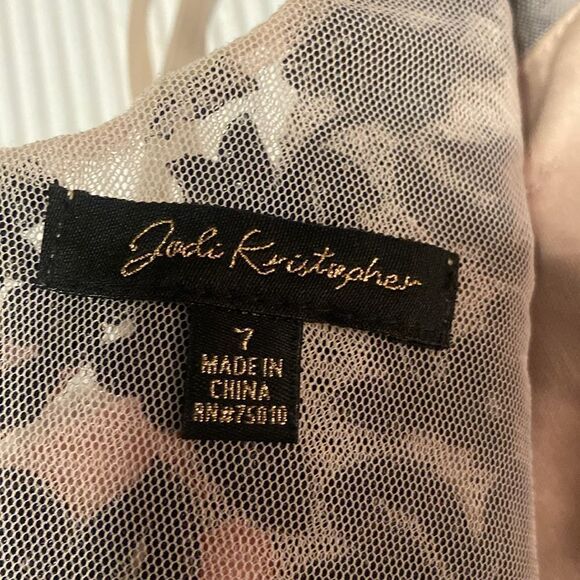 Jodi Kristopher
7
MADE IN
CHINA
RN#75010